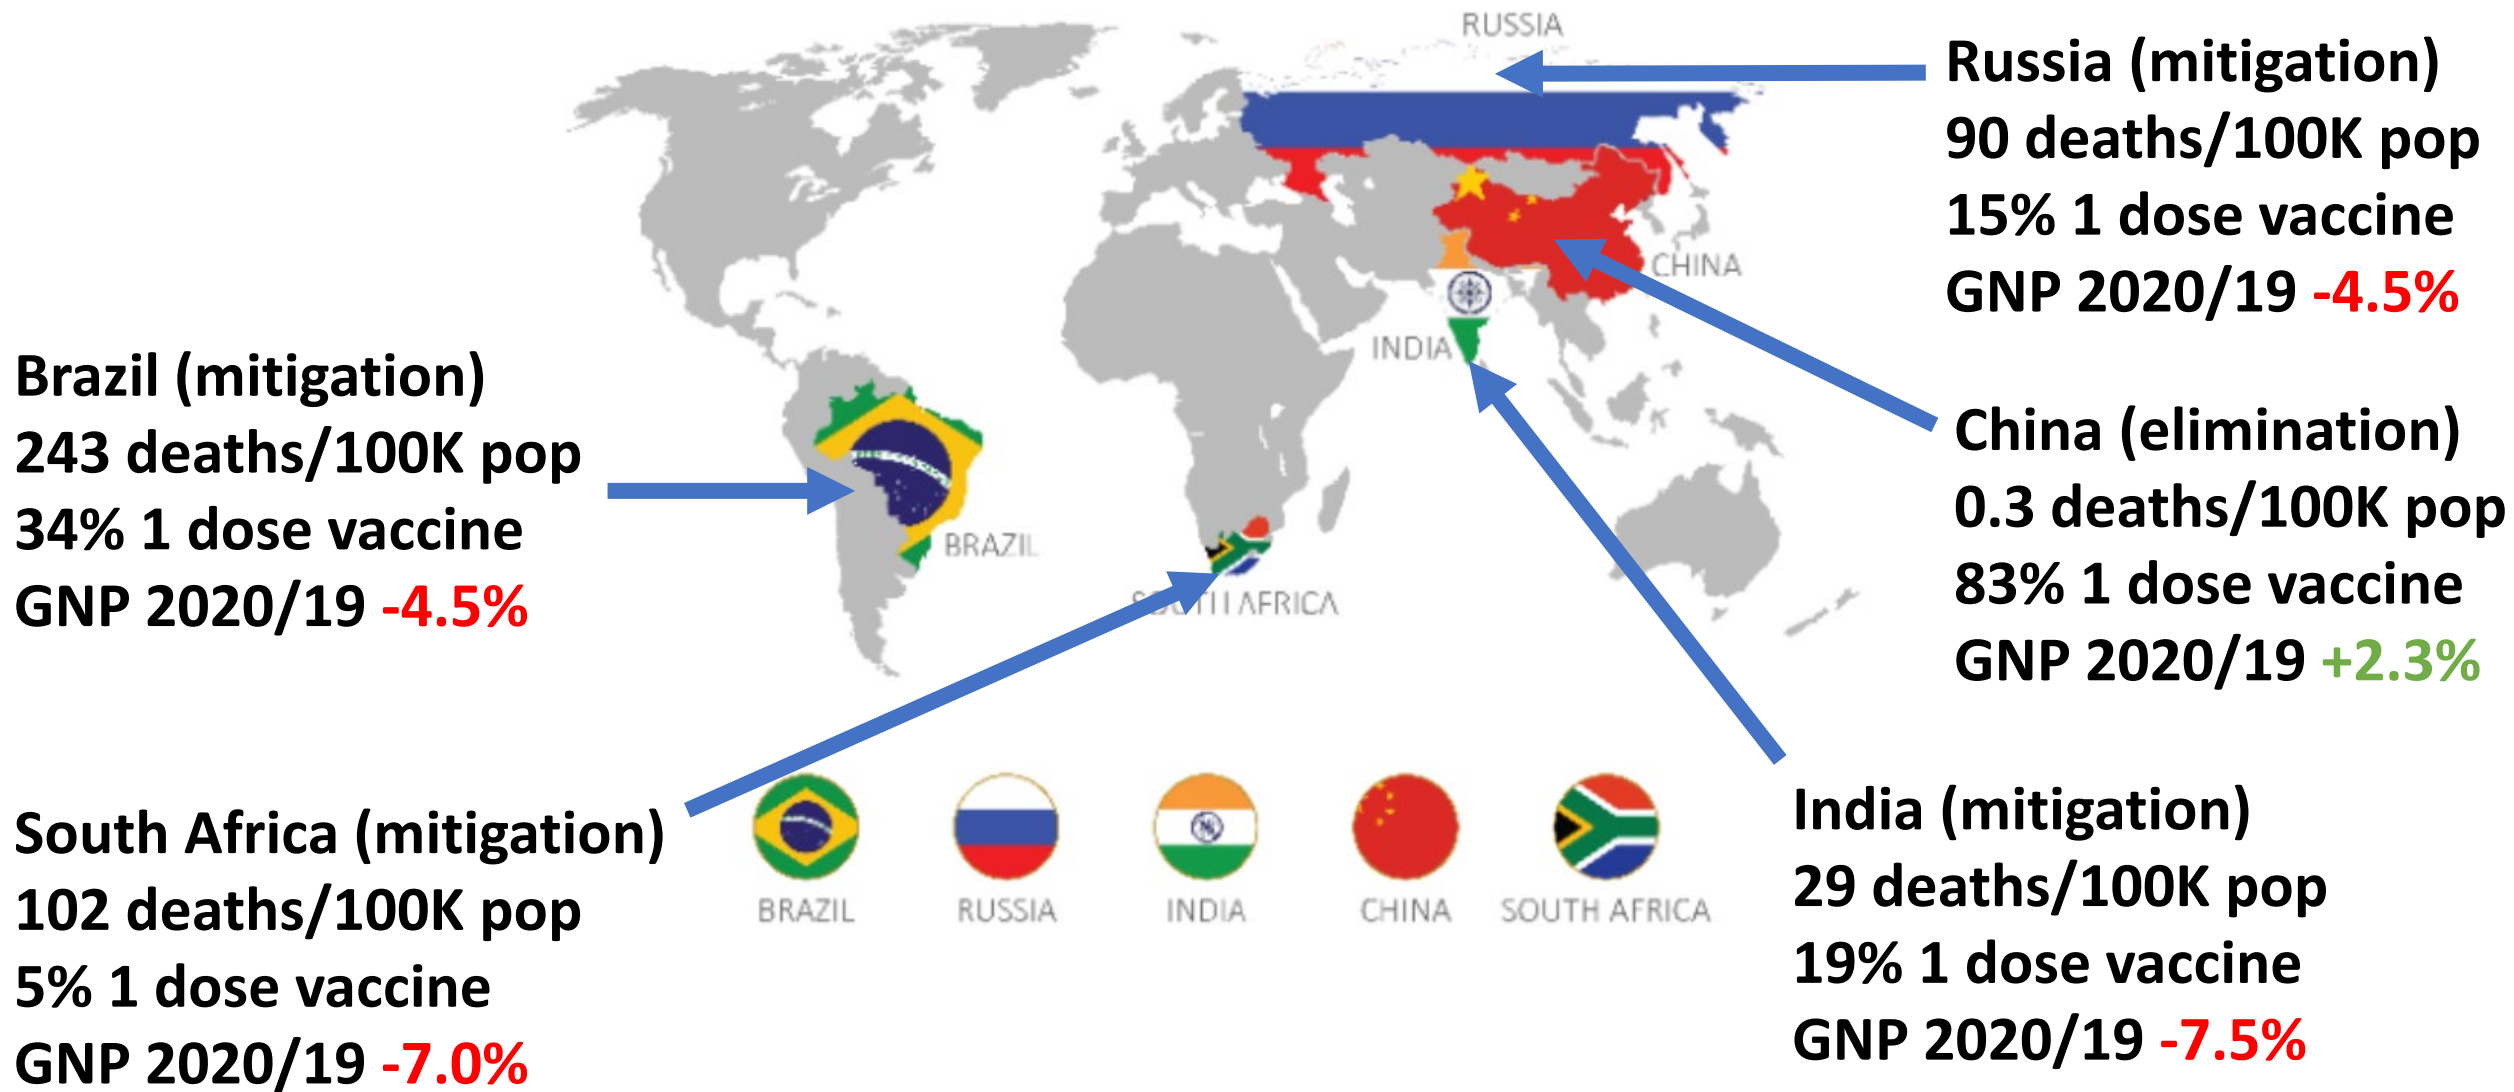 RUSSIA
Russia (mitigation)
90 deaths/100K pop
15% 1 dose vaccine
GNP 2020/19 -4.5%
CHINA
INDIA
Brazil (mitigation)
243 deaths/100K pop
34% 1 dose vaccine
GNP 2020/19 -4.5%
BRAZIL
SOUTH AFRICA
China (elimination)
0.3 deaths/100K pop
83% 1 dose vaccine
GNP 2020/19 +2.3%
South Africa (mitigation)
102 deaths/100K pop
5% 1 dose vaccine
GNP 2020/19 -7.0%
BRAZIL
RUSSIA
INDIA
CHINA
SOUTH AFRICA
India (mitigation)
29 deaths/100K pop
19% 1 dose vaccine
GNP 2020/19 -7.5%